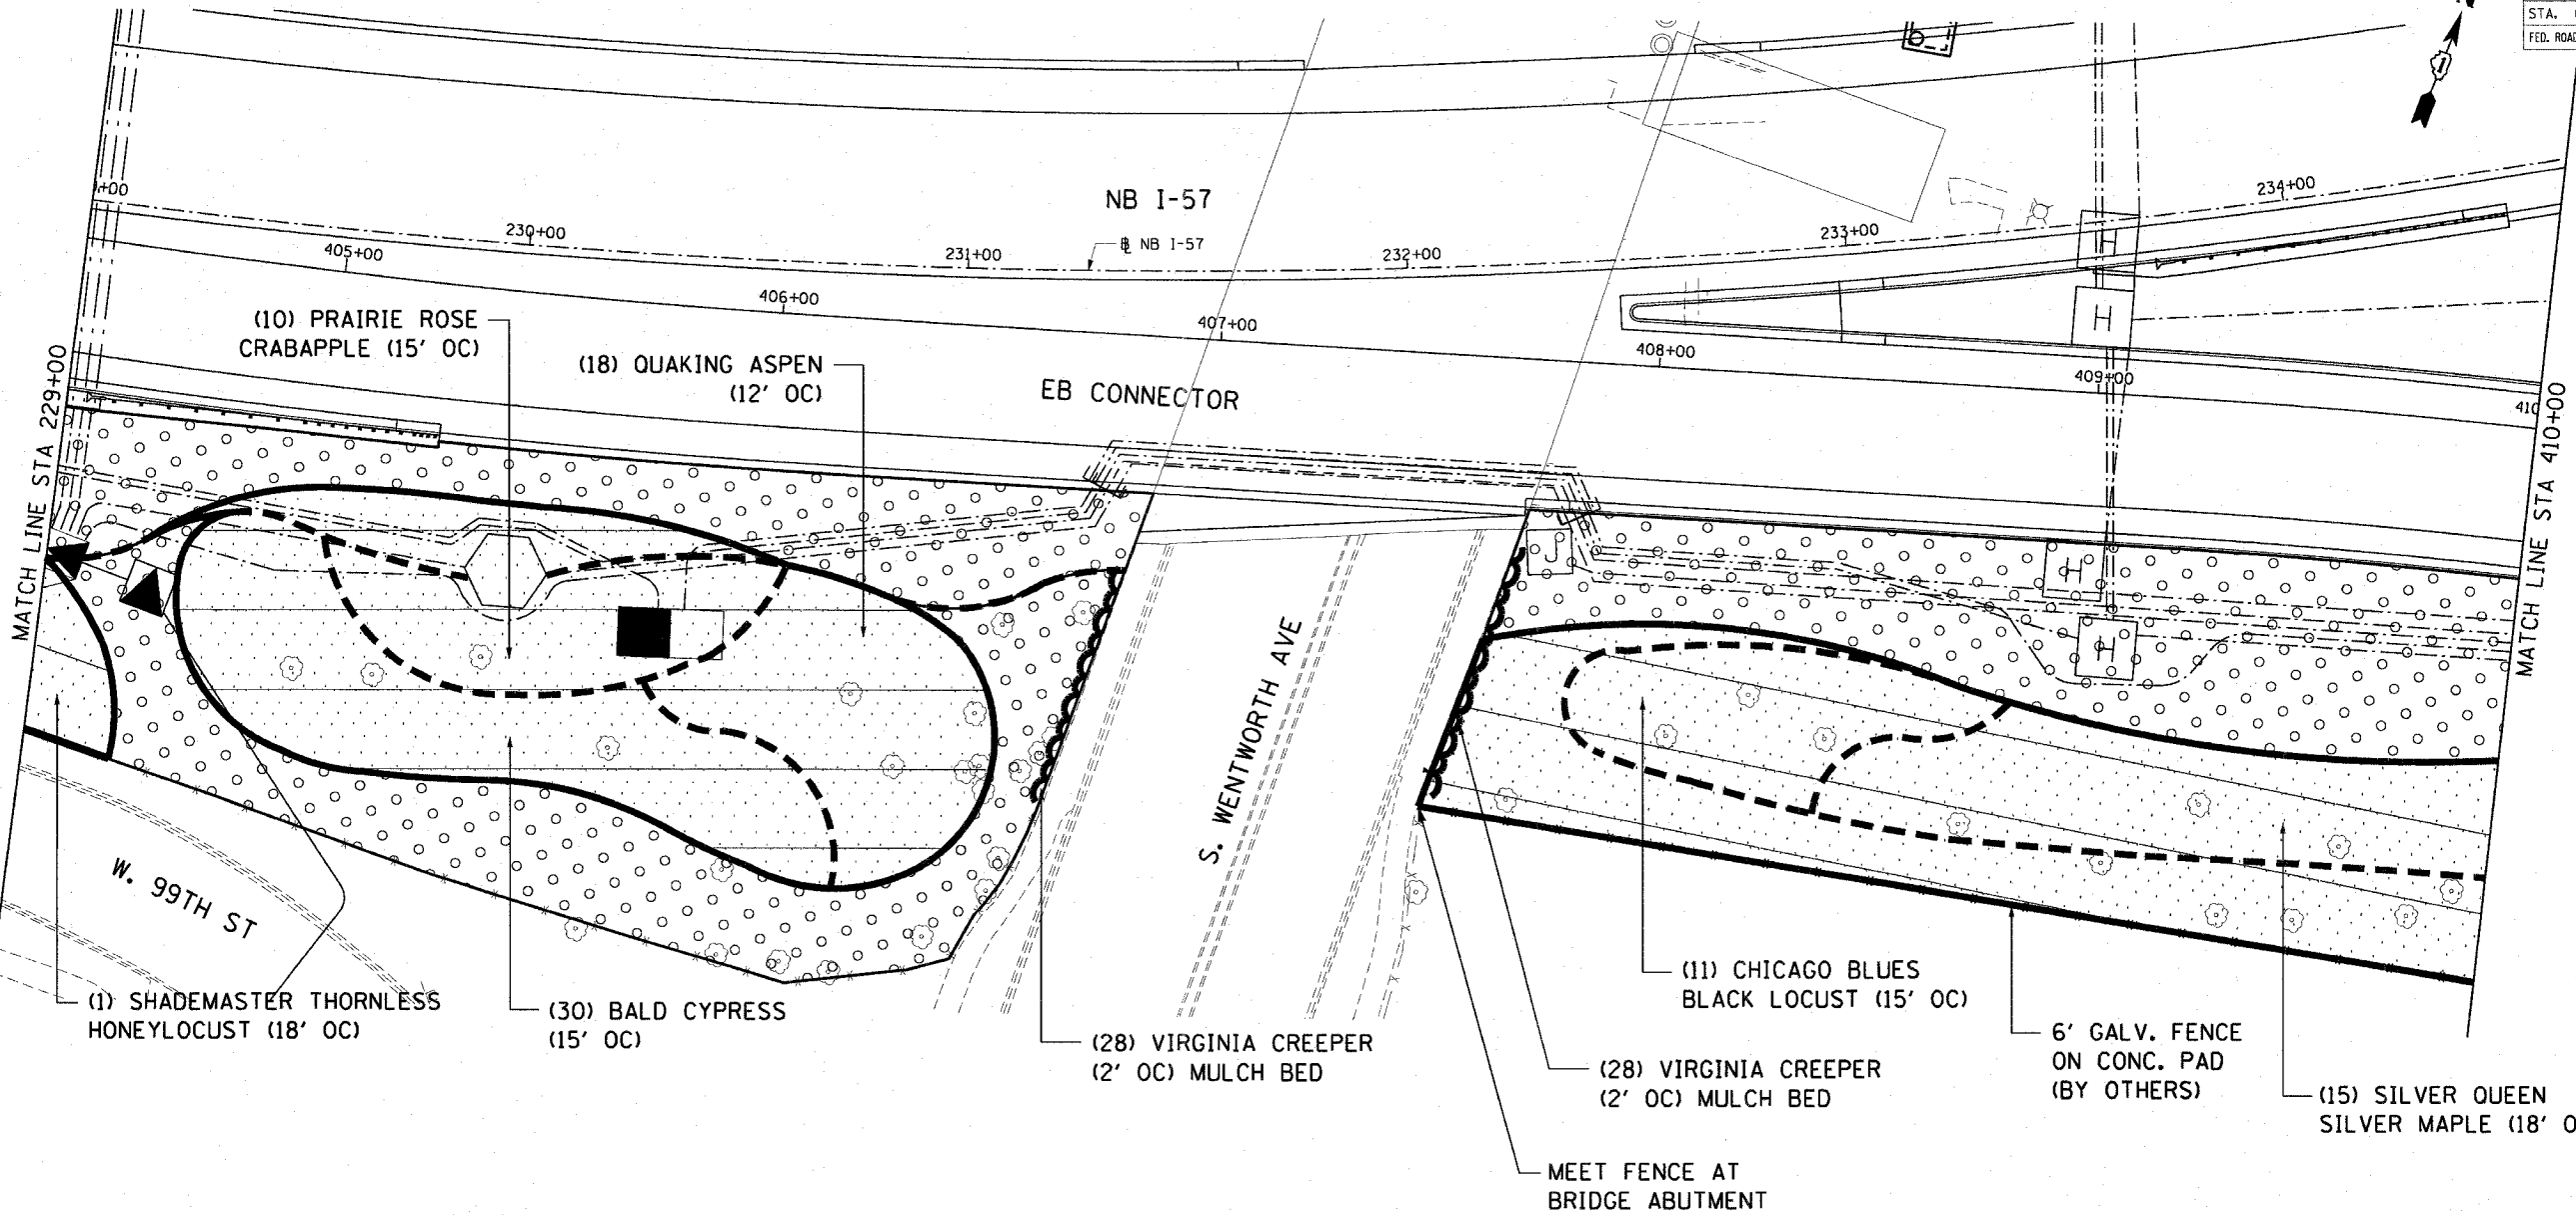 N
1
STA.
FED. ROAD
+00
230+00
231+00
232+00
233+00
234+00
NB I-57
NB I-57
405+00
406+00
407+00
408+00
409+00
410
EB CONNECTOR
MATCH LINE STA 229+00
MATCH LINE STA 410+00
(10) PRAIRIE ROSE
CRABAPPLE (15' OC)
(18) QUAKING ASPEN
(12' OC)
H
H
H
H
J
S. WENTWORTH AVE
W. 99TH ST
(1) SHADEMASTER THORNLESS
HONEYLOCUST (18' OC)
(30) BALD CYPRESS
(15' OC)
(28) VIRGINIA CREEPER
(2' OC) MULCH BED
(11) CHICAGO BLUES
BLACK LOCUST (15' OC)
(28) VIRGINIA CREEPER
(2' OC) MULCH BED
6' GALV. FENCE
ON CONC. PAD
(BY OTHERS)
(15) SILVER QUEEN
SILVER MAPLE (18' O
MEET FENCE AT
BRIDGE ABUTMENT